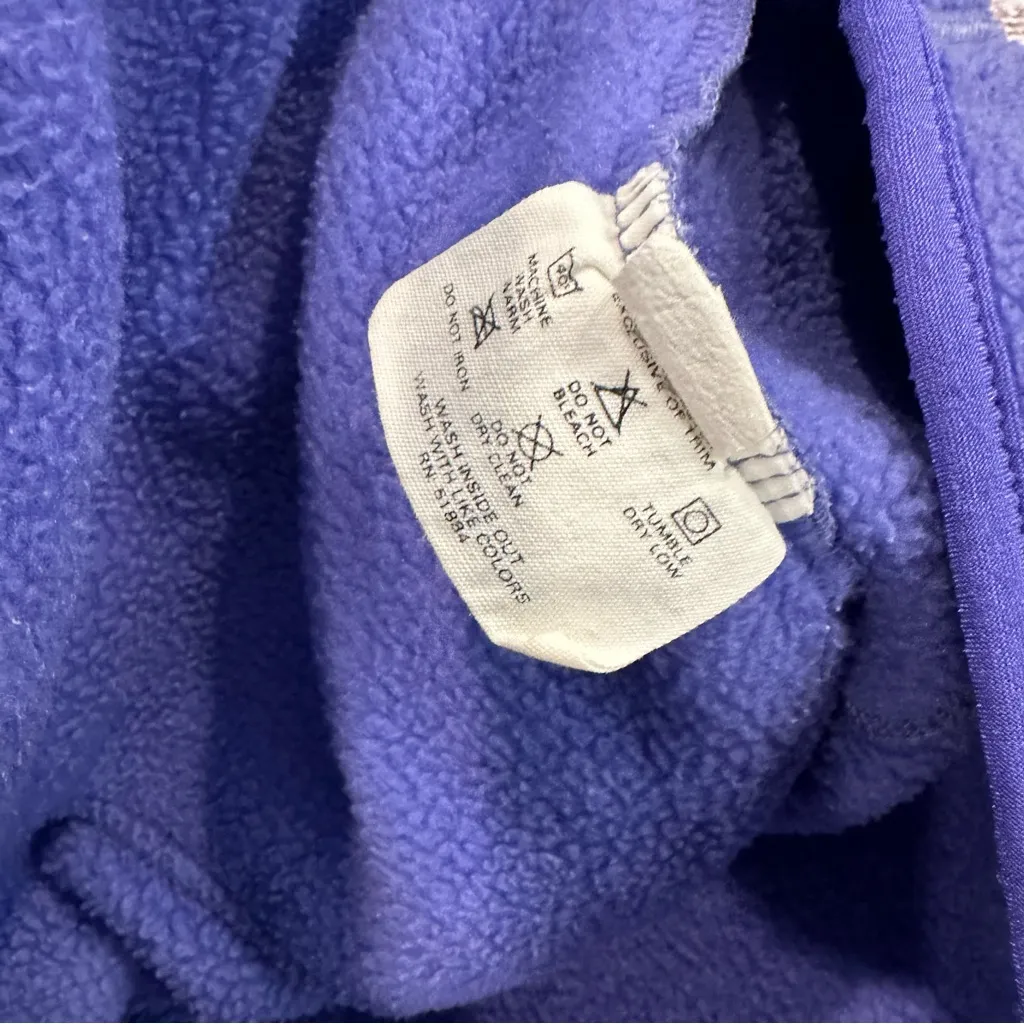 EXCLUSIVE OF TRIM
40
MACHINE
WASH
WARM
DO NOT
BLEACH
TUMBLE
DRY LOW
DO NOT IRON
DO NOT
DRY CLEAN
WASH INSIDE OUT
WASH WITH LIKE COLORS
RN 51884